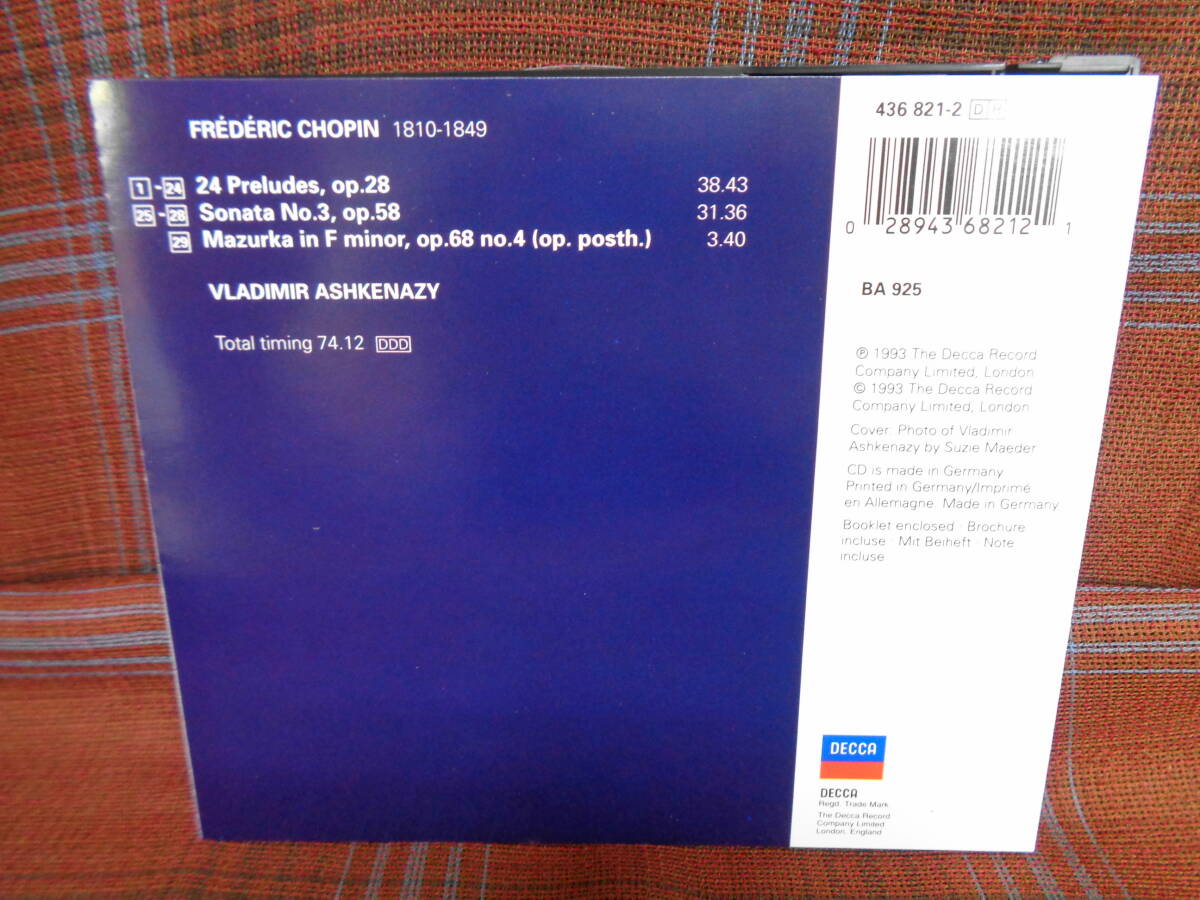 FRÉDÉRIC CHOPIN 1810-1849
1-24 24 Preludes, op.28 38.43
25-28 Sonata No.3, op.58 31.36
29 Mazurka in F minor, op.68 no.4 (op. posth.) 3.40
VLADIMIR ASHKENAZY
Total timing 74.12 DDD
436 821-2 DH
0 28943 68212 1
BA 925
℗ 1993 The Decca Record
Company Limited, London
© 1993 The Decca Record
Company Limited, London
Cover: Photo of Vladimir
Ashkenazy by Suzie Maeder
CD is made in Germany
Printed in Germany/Imprimé
en Allemagne. Made in Germany
Booklet enclosed · Brochure
incluse · Mit Beiheft · Note
incluse
DECCA
DECCA
Regd. Trade Mark
The Decca Record
Company Limited
London, England